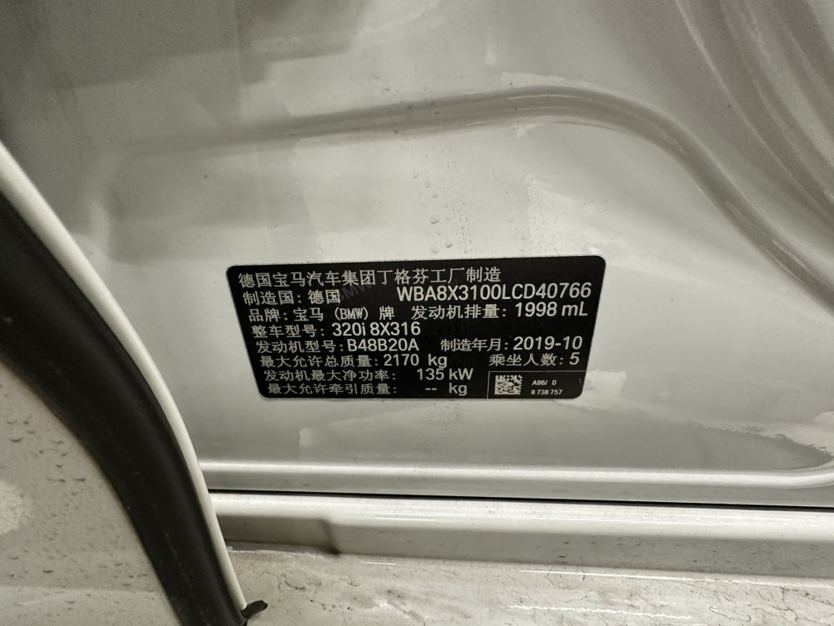 德国宝马汽车集团丁格芬工厂制造
制造国: 德国 WBA8X3100LCD40766
品牌: 宝马 (BMW) 牌 发动机排量: 1998 mL
整车型号: 320i 8X316
发动机型号: B48B20A 制造年月: 2019-10
最大允许总质量: 2170 kg 乘坐人数: 5
发动机最大净功率: 135 kW
最大允许牵引质量: -- kg
A96/ 0
8 738 757